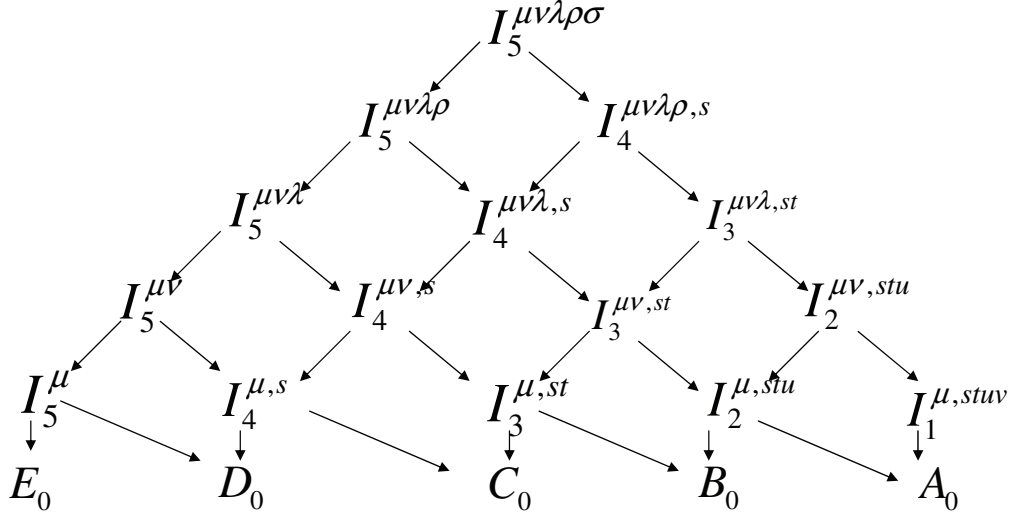 I_5^{μνλρσ}
I_5^{μνλρ} I_4^{μνλρ,s}
I_5^{μνλ} I_4^{μνλ,s} I_3^{μνλ,st}
I_5^{μν} I_4^{μν,s} I_3^{μν,st} I_2^{μν,stu}
I_5^{μ} I_4^{μ,s} I_3^{μ,st} I_2^{μ,stu} I_1^{μ,stuv}
E_0 D_0 C_0 B_0 A_0